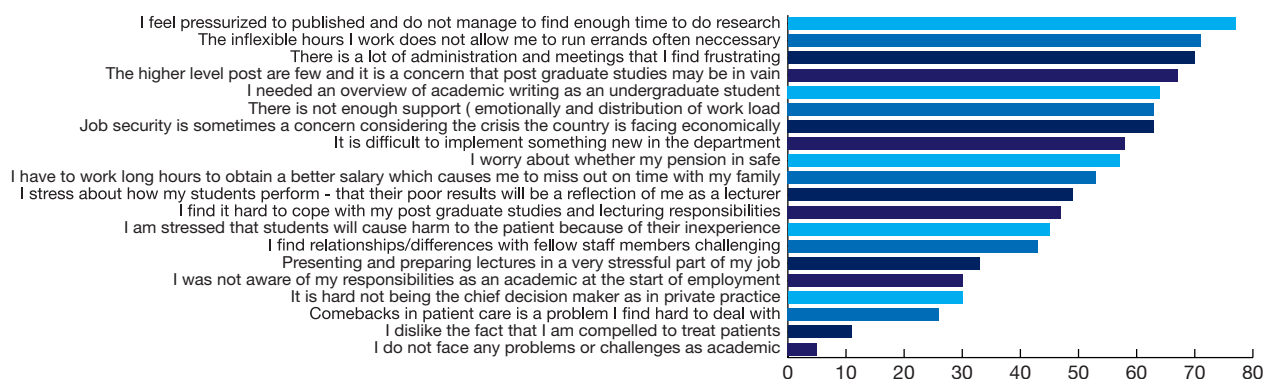 I feel pressurized to published and do not manage to find enough time to do research
The inflexible hours I work does not allow me to run errands often neccessary
There is a lot of administration and meetings that I find frustrating
The higher level post are few and it is a concern that post graduate studies may be in vain
I needed an overview of academic writing as an undergraduate student
There is not enough support ( emotionally and distribution of work load
Job security is sometimes a concern considering the crisis the country is facing economically
It is difficult to implement something new in the department
I worry about whether my pension in safe
I have to work long hours to obtain a better salary which causes me to miss out on time with my family
I stress about how my students perform - that their poor results will be a reflection of me as a lecturer
I find it hard to cope with my post graduate studies and lecturing responsibilities
I am stressed that students will cause harm to the patient because of their inexperience
I find relationships/differences with fellow staff members challenging
Presenting and preparing lectures in a very stressful part of my job
I was not aware of my responsibilities as an academic at the start of employment
It is hard not being the chief decision maker as in private practice
Comebacks in patient care is a problem I find hard to deal with
I dislike the fact that I am compelled to treat patients
I do not face any problems or challenges as academic
0 10 20 30 40 50 60 70 80